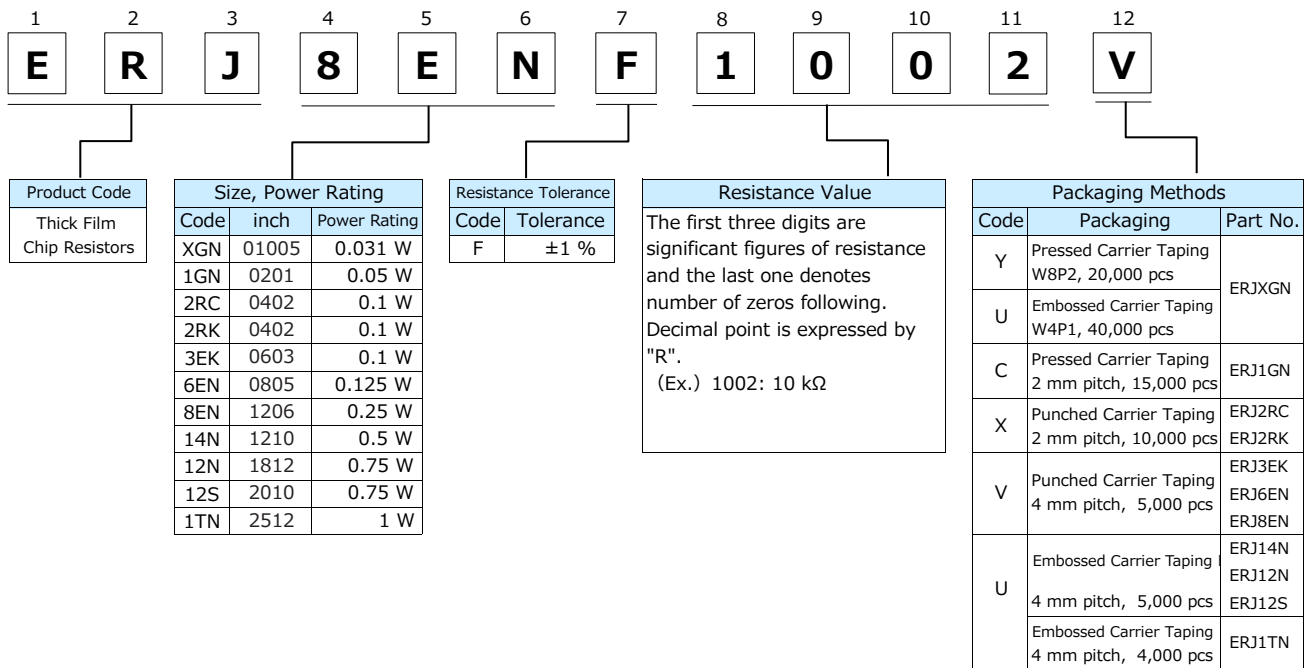 1 2 3 4 5 6 7 8 9 10 11 12
E R J 8 E N F 1 0 0 2 V
Product Code
Thick Film
Chip Resistors
Size, Power Rating
Code inch Power Rating
XGN 01005 0.031 W
1GN 0201 0.05 W
2RC 0402 0.1 W
2RK 0402 0.1 W
3EK 0603 0.1 W
6EN 0805 0.125 W
8EN 1206 0.25 W
14N 1210 0.5 W
12N 1812 0.75 W
12S 2010 0.75 W
1TN 2512 1 W
Resistance Tolerance
Code Tolerance
F ±1 %
Resistance Value
The first three digits are
significant figures of resistance
and the last one denotes
number of zeros following.
Decimal point is expressed by
"R".
（Ex.）1002: 10 kΩ
Packaging Methods
Code Packaging Part No.
Y Pressed Carrier Taping
W8P2, 20,000 pcs
ERJXGN
U Embossed Carrier Taping
W4P1, 40,000 pcs
C Pressed Carrier Taping
2 mm pitch, 15,000 pcs
ERJ1GN
X Punched Carrier Taping
2 mm pitch, 10,000 pcs
ERJ2RC
ERJ2RK
V Punched Carrier Taping
4 mm pitch, 5,000 pcs
ERJ3EK
ERJ6EN
ERJ8EN
U Embossed Carrier Taping
4 mm pitch, 5,000 pcs
ERJ14N
ERJ12N
ERJ12S
Embossed Carrier Taping
4 mm pitch, 4,000 pcs
ERJ1TN